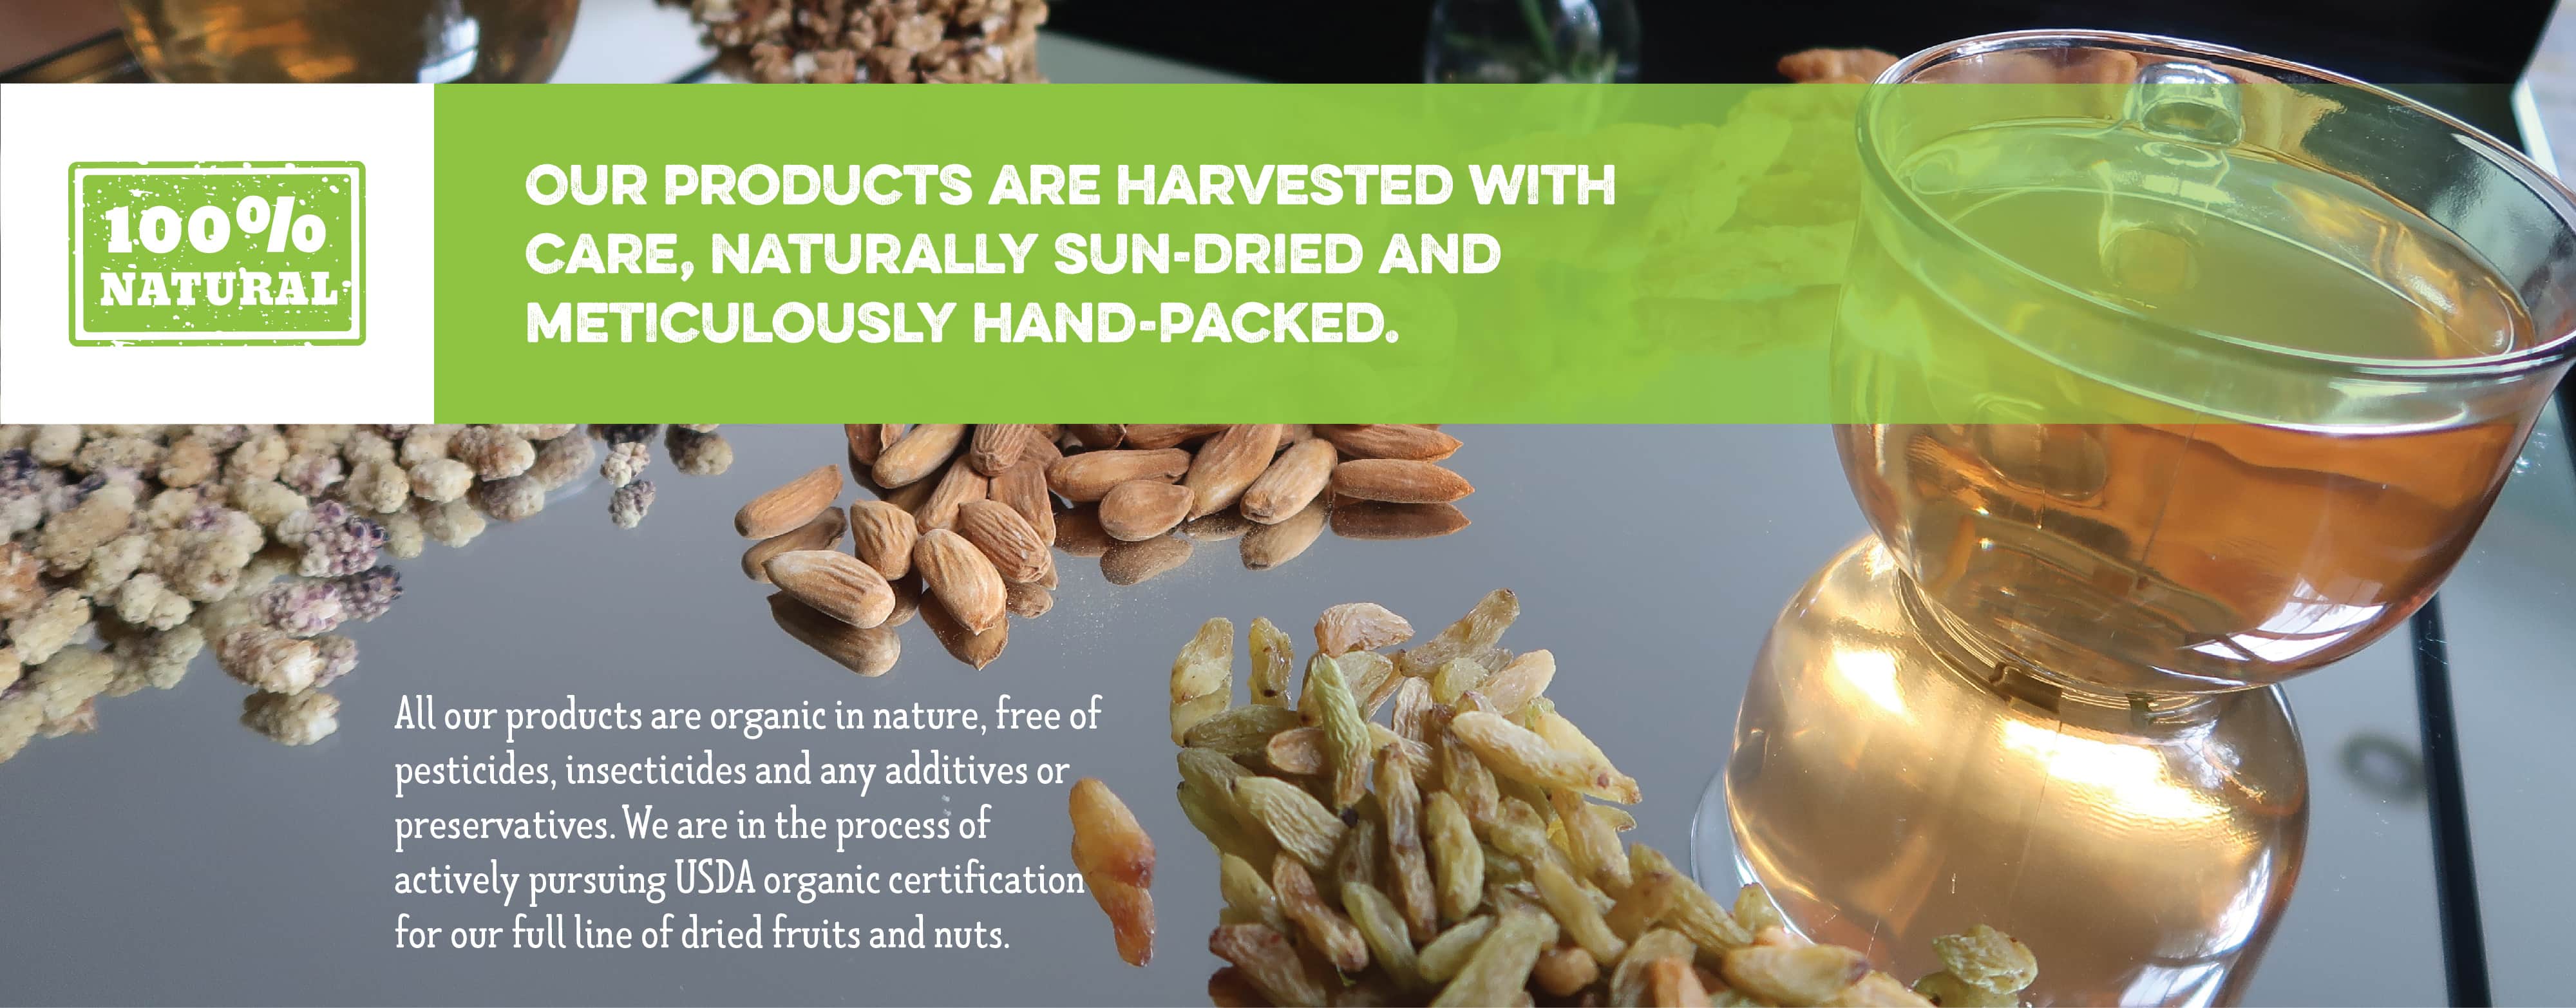 100%
NATURAL
OUR PRODUCTS ARE HARVESTED WITH
CARE, NATURALLY SUN-DRIED AND
METICULOUSLY HAND-PACKED.
All our products are organic in nature, free of
pesticides, insecticides and any additives or
preservatives. We are in the process of
actively pursuing USDA organic certification
for our full line of dried fruits and nuts.